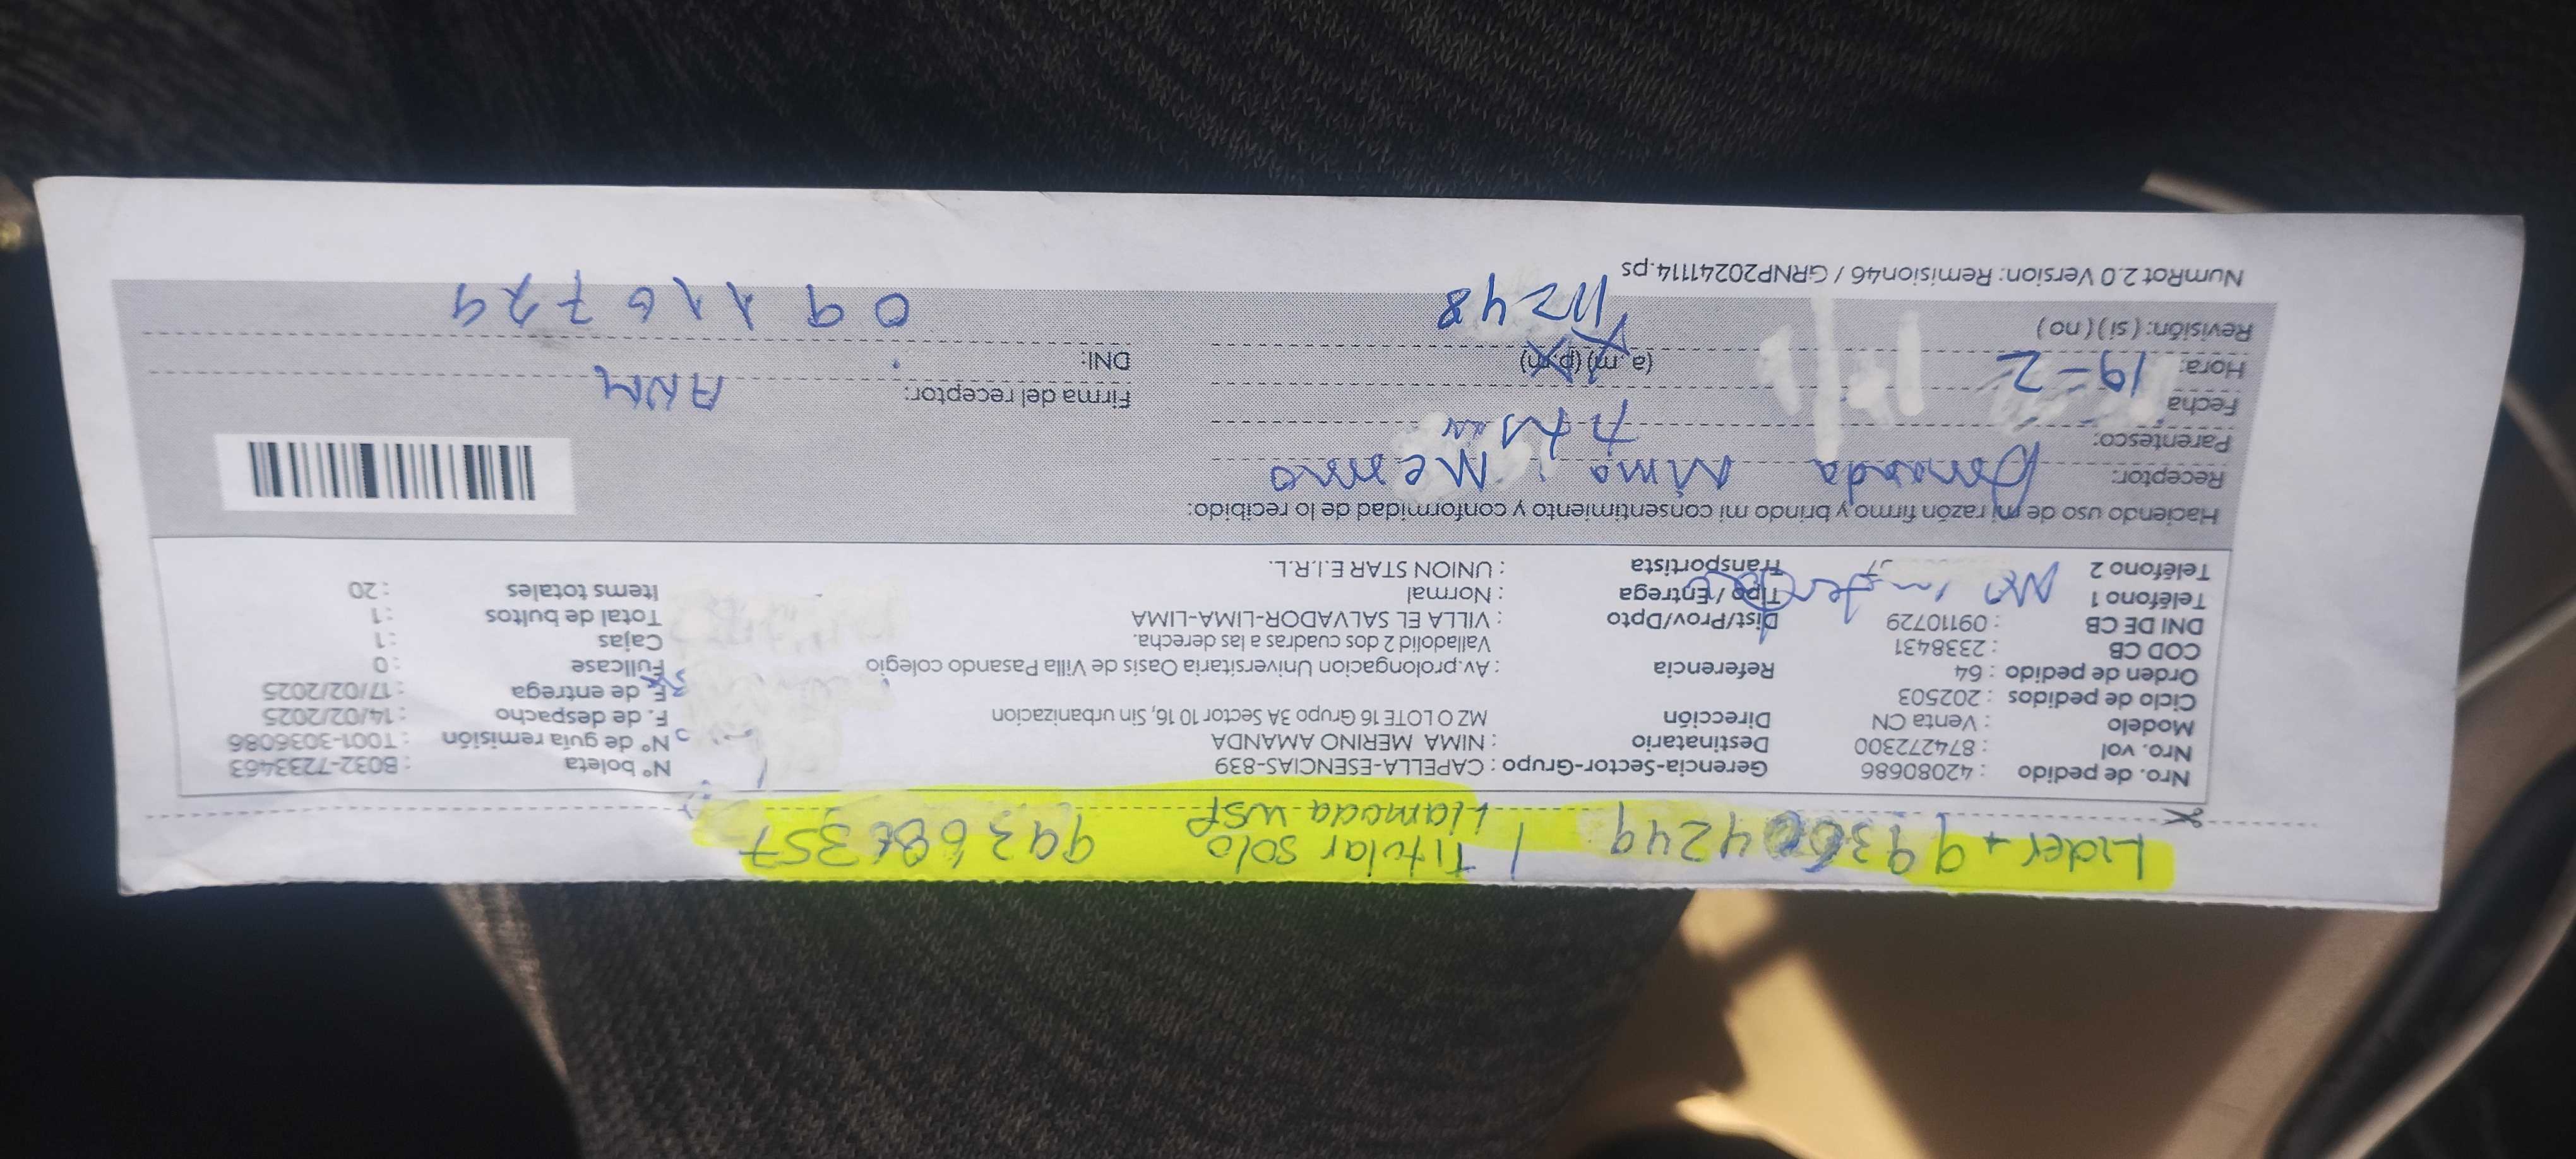 Lider + 993604249 / Titular solo llamada wsp 993686357
Nro. de pedido : 42080686 Gerencia-Sector-Grupo : CAPELLA-ESENCIAS-839 N° boleta : B032-7233463
Nro. vol : 874272300 Destinatario : NIMA MERINO AMANDA N° de guía remisión : T001-3036086
Modelo : Venta CN Dirección MZ O LOTE 16 Grupo 3A Sector 10 16, Sin urbanizacion F. de despacho : 14/02/2025
Ciclo de pedidos : 202503 F. de entrega : 17/02/2025
Orden de pedido : 64 Referencia : Av.prolongacion Universitaria Oasis de Villa Pasando colegio Fullcase : 0
COD CB : 2338431 Valladolid 2 dos cuadras a las derecha. Cajas : 1
DNI DE CB : 09110729 Dist/Prov/Dpto : VILLA EL SALVADOR-LIMA-LIMA Total de bultos : 1
Teléfono 1 Tipo / Entrega : Normal Items totales : 20
Teléfono 2 Transportista : UNION STAR E.I.R.L.
Haciendo uso de mi razón firmo y brindo mi consentimiento y conformidad de lo recibido:
Receptor: Amanda Nima Merino
Parentesco:
Fecha 19-2 Firma del receptor: ANM
Hora: (a. m) (p.m) 11:48 DNI:
Revisión: ( si ) ( no )
NumRot 2.0 Version: Remision46 / GRNP20241114.ps